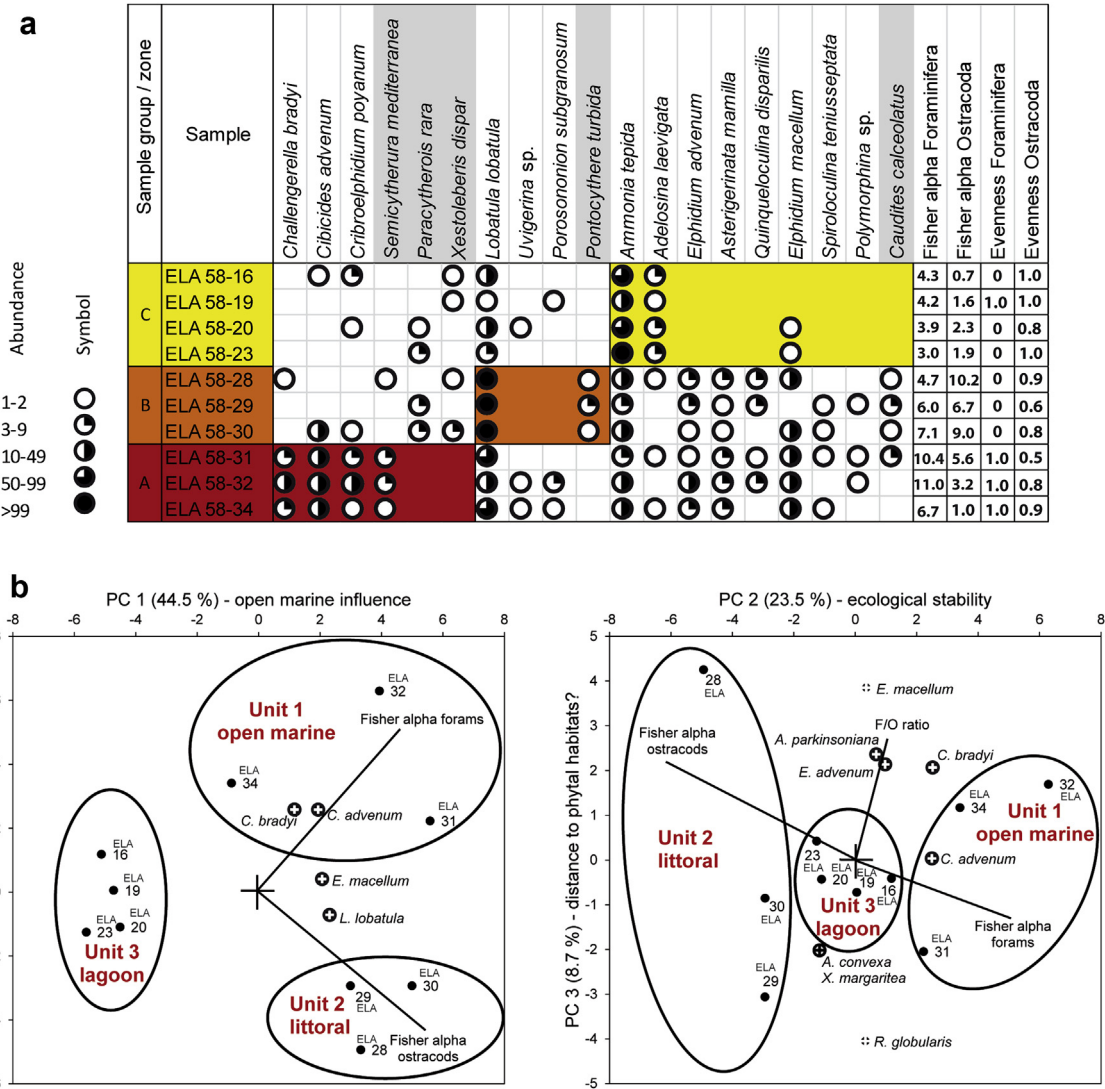 a
Sample group / zone
Sample
Challengerella bradyi
Cibicides advenum
Cribroelphidium poyanum
Semicytherura mediterranea
Paracytherois rara
Xestoleberis dispar
Lobatula lobatula
Uvigerina sp.
Porosononion subgranosum
Pontocythere turbida
Ammonia tepida
Adelosina laevigata
Elphidium advenum
Asterigerinata mamilla
Quinqueloculina disparilis
Elphidium macellum
Spiroloculina teniusseptata
Polymorphina sp.
Caudites calceolatus
Fisher alpha Foraminifera
Fisher alpha Ostracoda
Evenness Foraminifera
Evenness Ostracoda
Abundance
Symbol
1-2
3-9
10-49
50-99
>99
C
ELA 58-16 4.3 0.7 0 1.0
ELA 58-19 4.2 1.6 1.0 1.0
ELA 58-20 3.9 2.3 0 0.8
ELA 58-23 3.0 1.9 0 1.0
B
ELA 58-28 4.7 10.2 0 0.9
ELA 58-29 6.0 6.7 0 0.6
ELA 58-30 7.1 9.0 0 0.8
A
ELA 58-31 10.4 5.6 1.0 0.5
ELA 58-32 11.0 3.2 1.0 0.8
ELA 58-34 6.7 1.0 1.0 0.9
b
PC 1 (44.5 %) - open marine influence
-8 -6 -4 -2 0 2 4 6 8
ELA
32
Unit 1
open marine
Fisher alpha forams
ELA
34
C. bradyi
C. advenum
ELA
31
ELA
16
ELA
19
E. macellum
L. lobatula
ELA
23
ELA
20
Unit 3
lagoon
Unit 2
littoral
29
ELA
ELA
30
Fisher alpha
ostracods
ELA
28
PC 2 (23.5 %) - ecological stability
-8 -6 -4 -2 0 2 4 6 8
PC 3 (8.7 %) - distance to phytal habitats?
5
4
3
2
1
0
-1
-2
-3
-4
-5
28
ELA
E. macellum
Fisher alpha
ostracods
F/O ratio
A. parkinsoniana
E. advenum
C. bradyi
32
ELA
ELA
34
Unit 1
open marine
Unit 2
littoral
23
ELA
ELA
20
ELA
19
16
ELA
C. advenum
Unit 3
lagoon
30
ELA
Fisher alpha
forams
ELA
31
A. convexa
X. margaritea
ELA
29
R. globularis